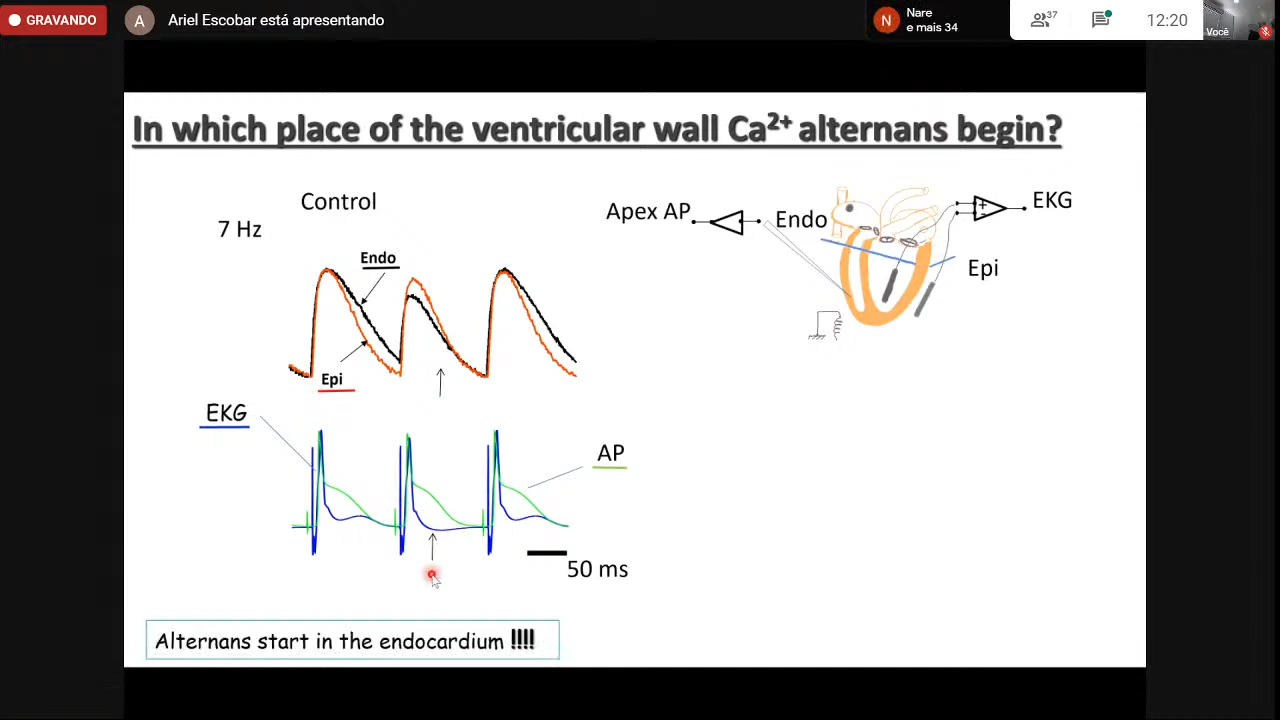 GRAVANDO
A
Ariel Escobar está apresentando
N
Nare
e mais 34
37
12:20
Você
In which place of the ventricular wall Ca²⁺ alternans begin?
Control
7 Hz
Endo
Epi
EKG
AP
50 ms
Apex AP
Endo
+
-
EKG
Epi
Alternans start in the endocardium !!!!